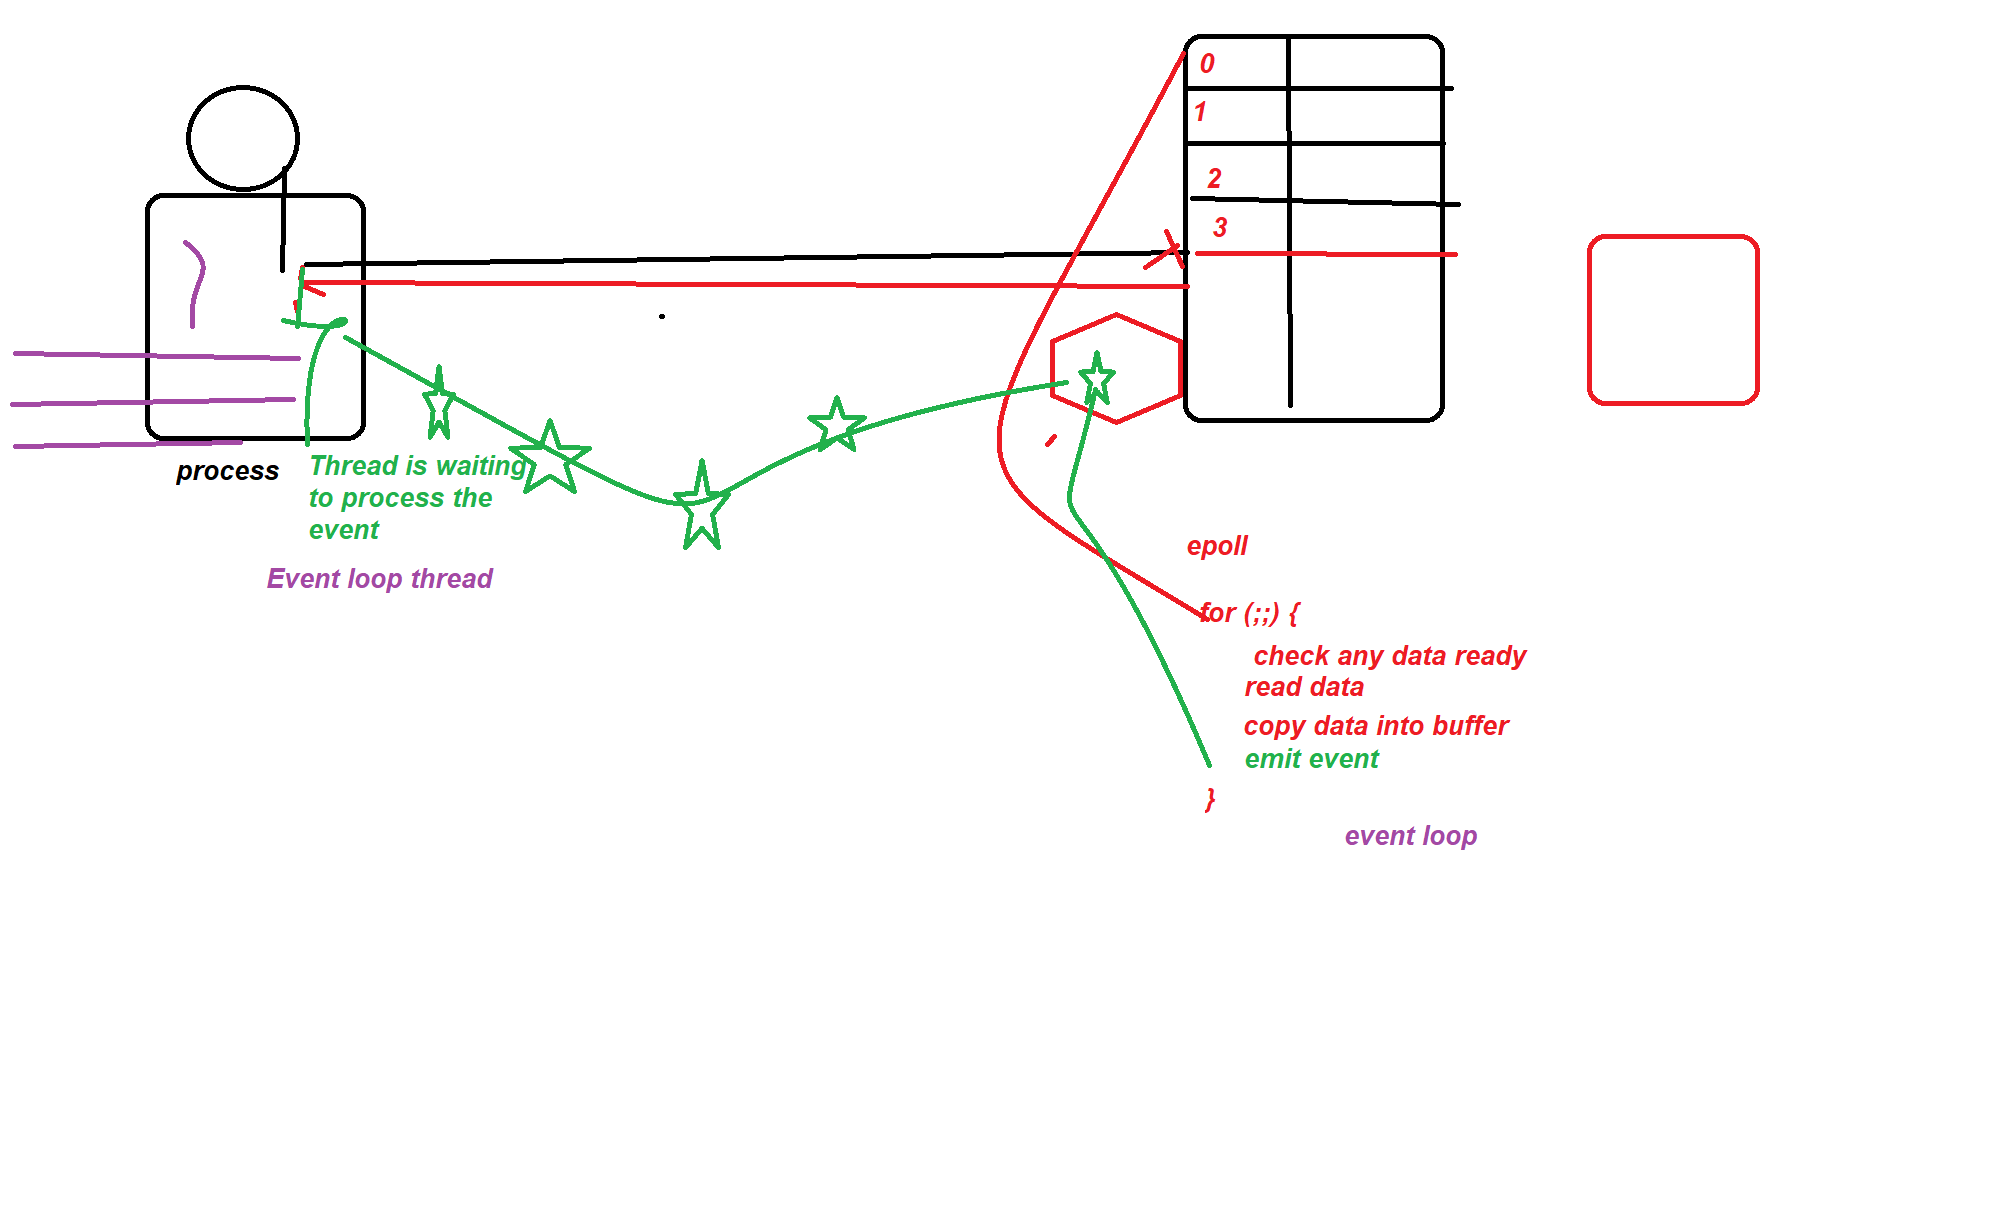 0
1
2
3
process
Thread is waiting
to process the
event
Event loop thread
epoll
for (;;) {
check any data ready
read data
copy data into buffer
emit event
}
event loop